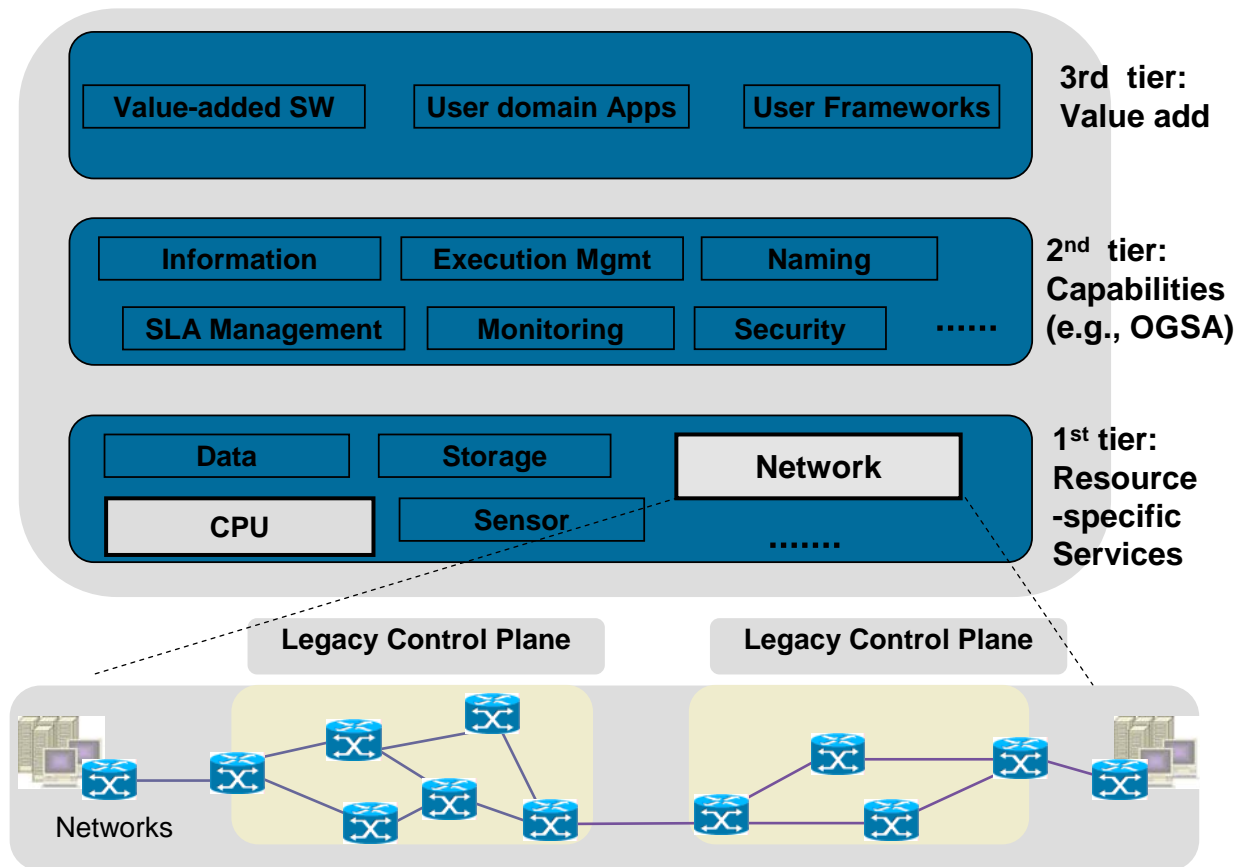 Value-added SW
User domain Apps
User Frameworks
3rd tier:
Value add
Information
Execution Mgmt
Naming
SLA Management
Monitoring
Security
......
2nd tier:
Capabilities
(e.g., OGSA)
Data
Storage
Network
CPU
Sensor
.......
1st tier:
Resource
-specific
Services
Legacy Control Plane
Legacy Control Plane
Networks